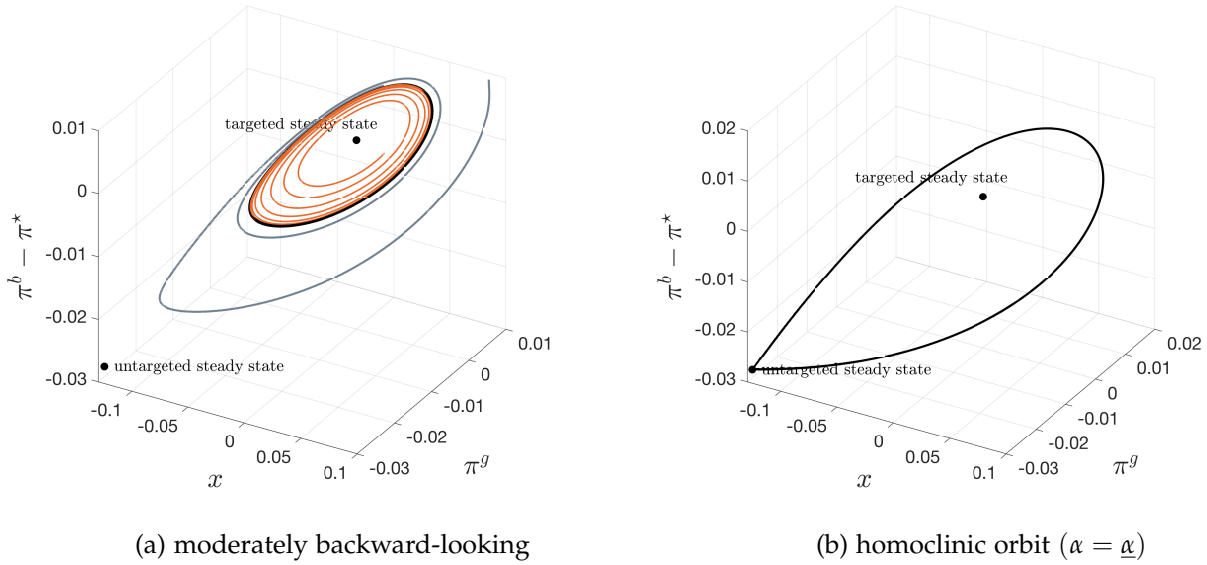 0.01
0
-0.01
-0.02
-0.03
π^b − π^⋆
targeted steady state
untargeted steady state
-0.1
-0.05
0
0.05
0.1
x
-0.03
-0.02
-0.01
0
0.01
π^g
(a) moderately backward-looking
0.02
0.01
0
-0.01
-0.02
-0.03
π^b − π^⋆
targeted steady state
untargeted steady state
-0.1
-0.05
0
0.05
0.1
x
-0.03
-0.02
-0.01
0
0.01
0.02
π^g
(b) homoclinic orbit (α = α̲)